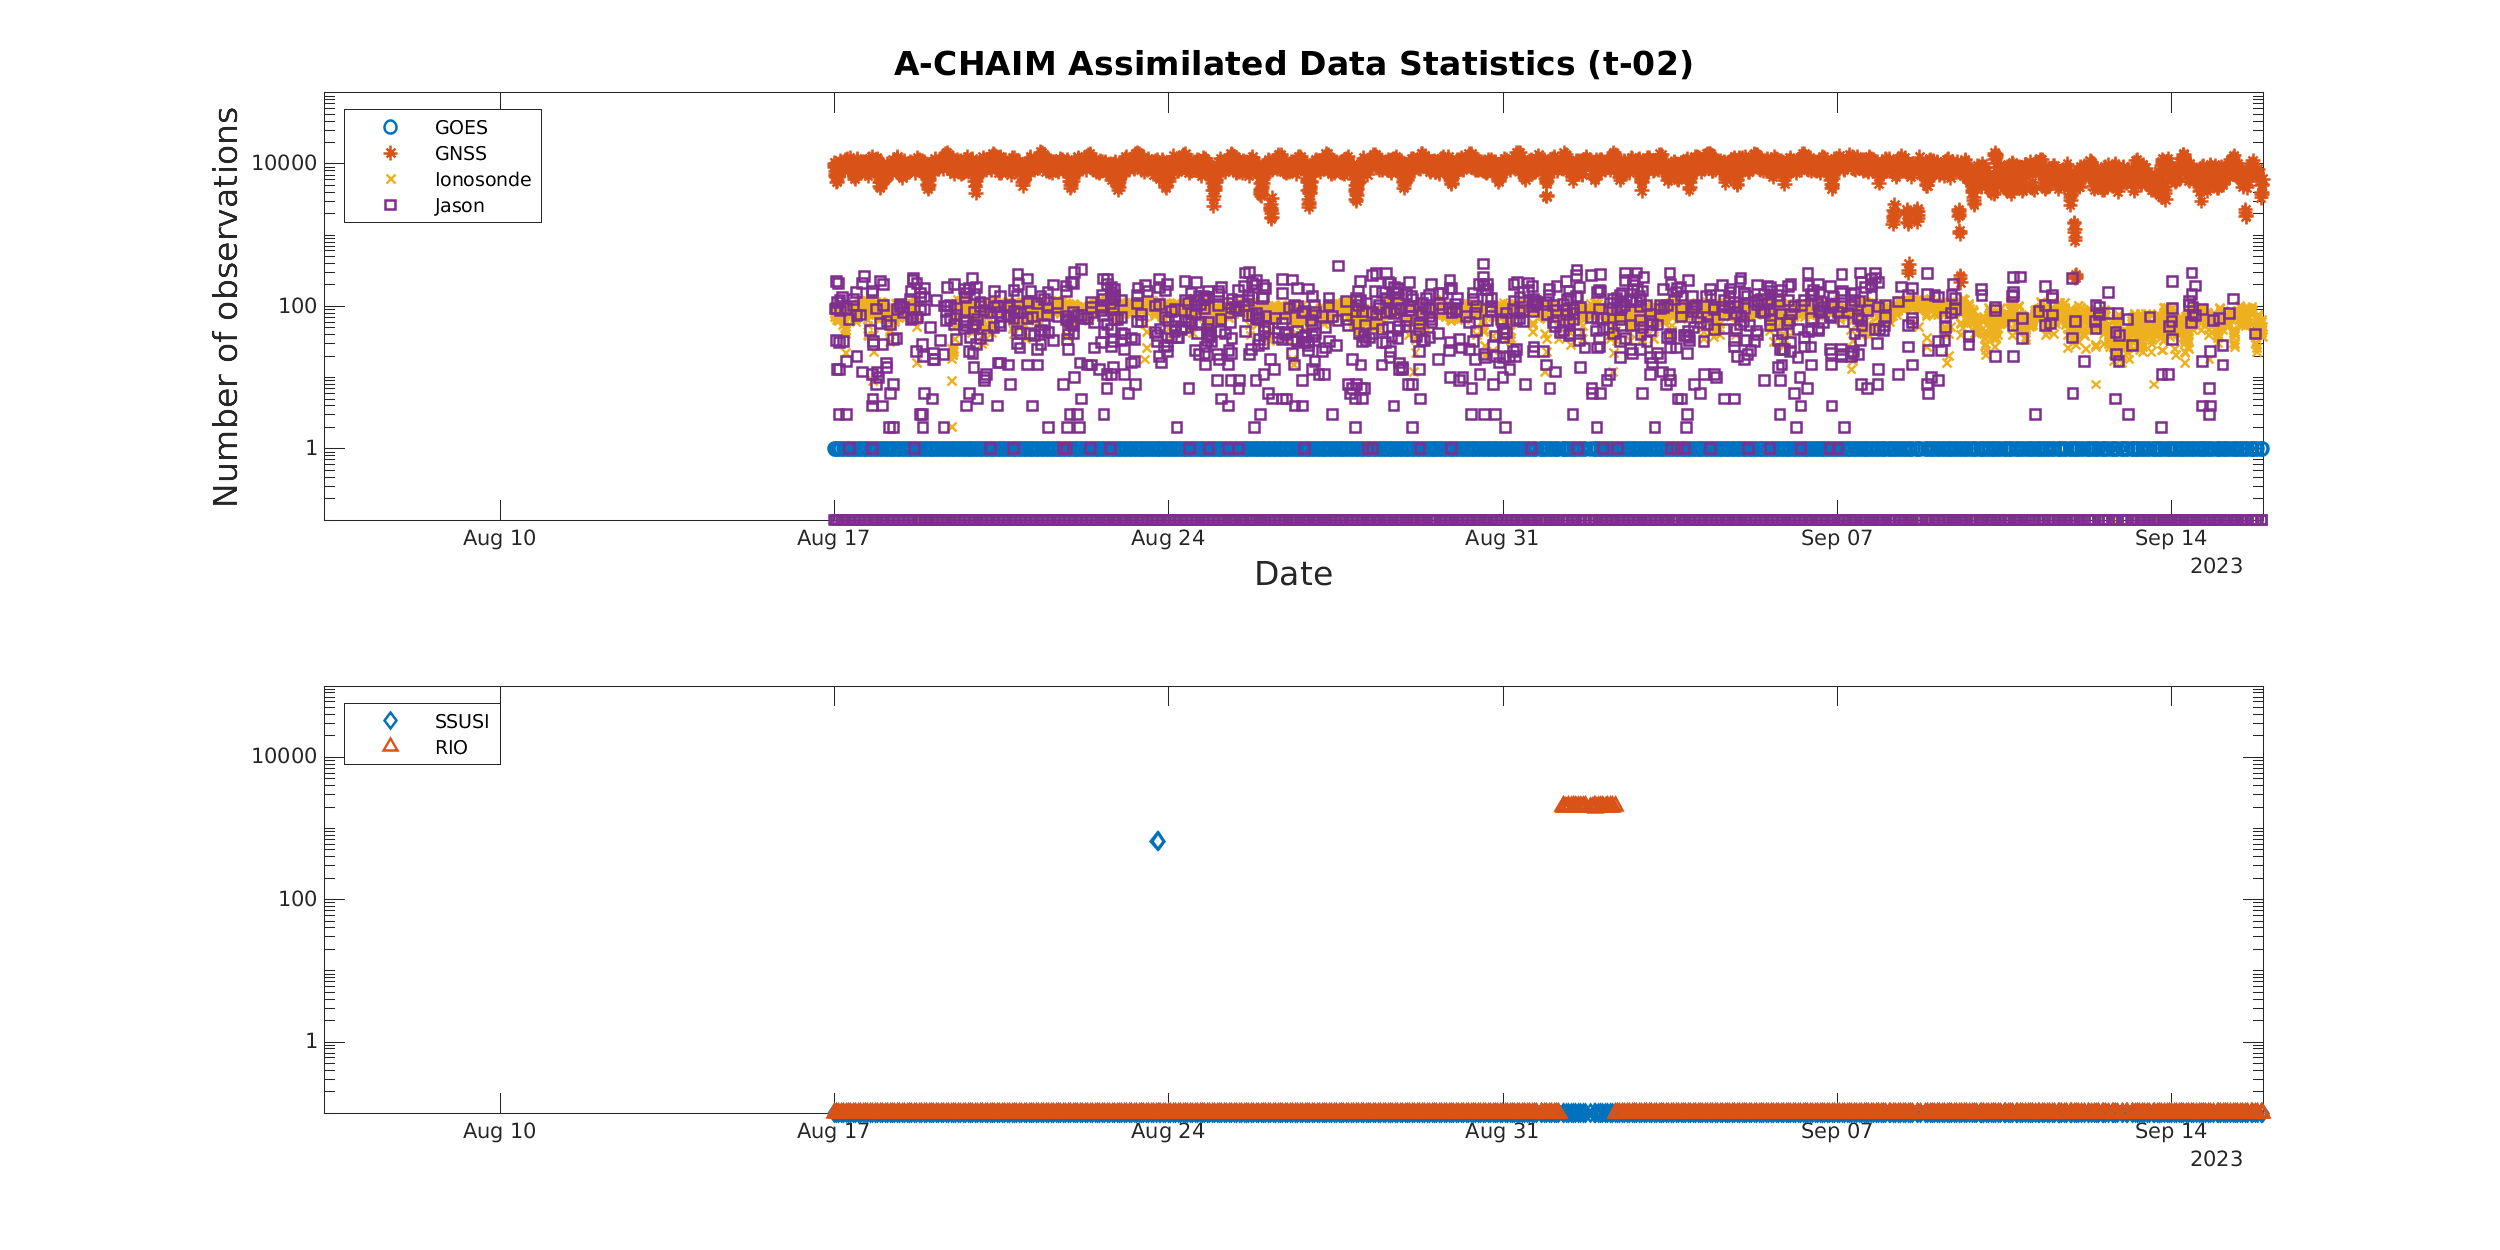 A-CHAIM Assimilated Data Statistics (t-02)
Number of observations
GOES
GNSS
Ionosonde
Jason
10000
100
1
Aug 10 Aug 17 Aug 24 Aug 31 Sep 07 Sep 14
2023
Date
SSUSI
RIO
10000
100
1
Aug 10 Aug 17 Aug 24 Aug 31 Sep 07 Sep 14
2023